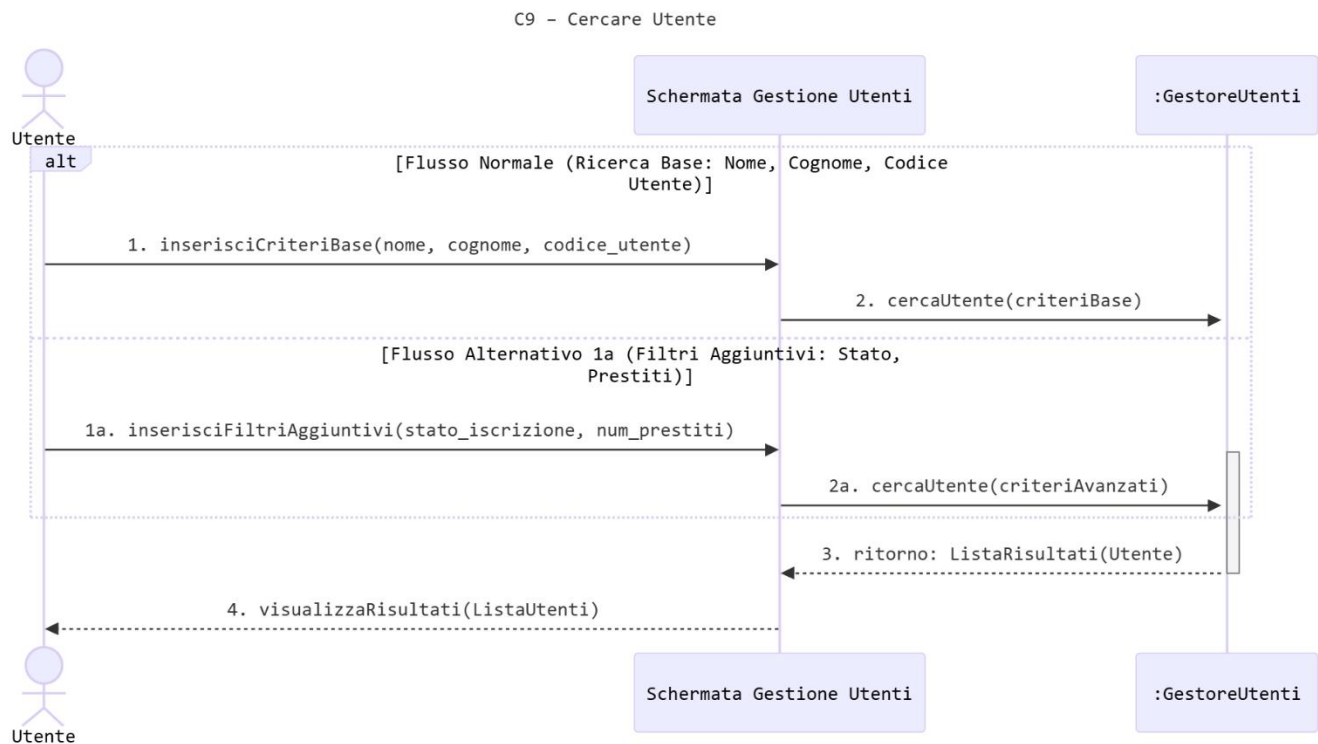 C9 – Cercare Utente
Utente
Schermata Gestione Utenti
:GestoreUtenti
alt
[Flusso Normale (Ricerca Base: Nome, Cognome, Codice
Utente)]
1. inserisciCriteriBase(nome, cognome, codice_utente)
2. cercaUtente(criteriBase)
[Flusso Alternativo 1a (Filtri Aggiuntivi: Stato,
Prestiti)]
1a. inserisciFiltriAggiuntivi(stato_iscrizione, num_prestiti)
2a. cercaUtente(criteriAvanzati)
3. ritorno: ListaRisultati(Utente)
4. visualizzaRisultati(ListaUtenti)
Utente
Schermata Gestione Utenti
:GestoreUtenti